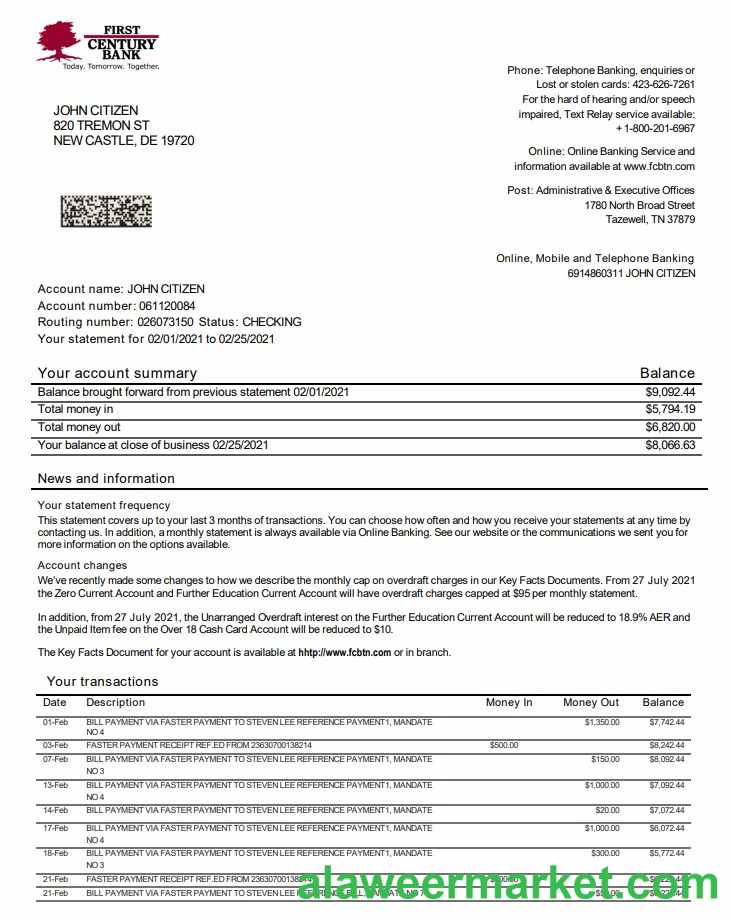 FIRST
CENTURY
BANK
Today. Tomorrow. Together.
Phone: Telephone Banking, enquiries or
Lost or stolen cards: 423-626-7261
For the hard of hearing and/or speech
impaired, Text Relay service available:
+ 1-800-201-6967
Online: Online Banking Service and
information available at www.fcbtn.com
Post: Administrative & Executive Offices
1780 North Broad Street
Tazewell, TN 37879
JOHN CITIZEN
820 TREMON ST
NEW CASTLE, DE 19720
Online, Mobile and Telephone Banking
6914860311 JOHN CITIZEN
Account name: JOHN CITIZEN
Account number: 061120084
Routing number: 026073150 Status: CHECKING
Your statement for 02/01/2021 to 02/25/2021
Your account summary Balance
Balance brought forward from previous statement 02/01/2021 $9,092.44
Total money in $5,794.19
Total money out $6,820.00
Your balance at close of business 02/25/2021 $8,066.63
News and information
Your statement frequency
This statement covers up to your last 3 months of transactions. You can choose how often and how you receive your statements at any time by
contacting us. In addition, a monthly statement is always available via Online Banking. See our website or the communications we sent you for
more information on the options available.
Account changes
We've recently made some changes to how we describe the monthly cap on overdraft charges in our Key Facts Documents. From 27 July 2021
the Zero Current Account and Further Education Current Account will have overdraft charges capped at $95 per monthly statement.
In addition, from 27 July 2021, the Unarranged Overdraft interest on the Further Education Current Account will be reduced to 18.9% AER and
the Unpaid Item fee on the Over 18 Cash Card Account will be reduced to $10.
The Key Facts Document for your account is available at hhtp://www.fcbtn.com or in branch.
Your transactions
Date Description Money In Money Out Balance
01-Feb BILL PAYMENT VIA FASTER PAYMENT TO STEVEN LEE REFERENCE PAYMENT1, MANDATE $1,350.00 $7,742.44
NO 4
03-Feb FASTER PAYMENT RECEIPT REF.ED FROM 23630700138214 $500.00 $8,242.44
07-Feb BILL PAYMENT VIA FASTER PAYMENT TO STEVEN LEE REFERENCE PAYMENT1, MANDATE $150.00 $8,092.44
NO 3
13-Feb BILL PAYMENT VIA FASTER PAYMENT TO STEVEN LEE REFERENCE PAYMENT1, MANDATE $1,000.00 $7,092.44
NO 4
14-Feb BILL PAYMENT VIA FASTER PAYMENT TO STEVEN LEE REFERENCE PAYMENT1, MANDATE $20.00 $7,072.44
17-Feb BILL PAYMENT VIA FASTER PAYMENT TO STEVEN LEE REFERENCE PAYMENT1, MANDATE $1,000.00 $6,072.44
NO 4
18-Feb BILL PAYMENT VIA FASTER PAYMENT TO STEVEN LEE REFERENCE PAYMENT1, MANDATE $300.00 $5,772.44
NO 3
21-Feb FASTER PAYMENT RECEIPT REF.ED FROM
21-Feb BILL PAYMENT VIA FASTER PAYMENT TO STEVEN LEE
alaweermarket.com